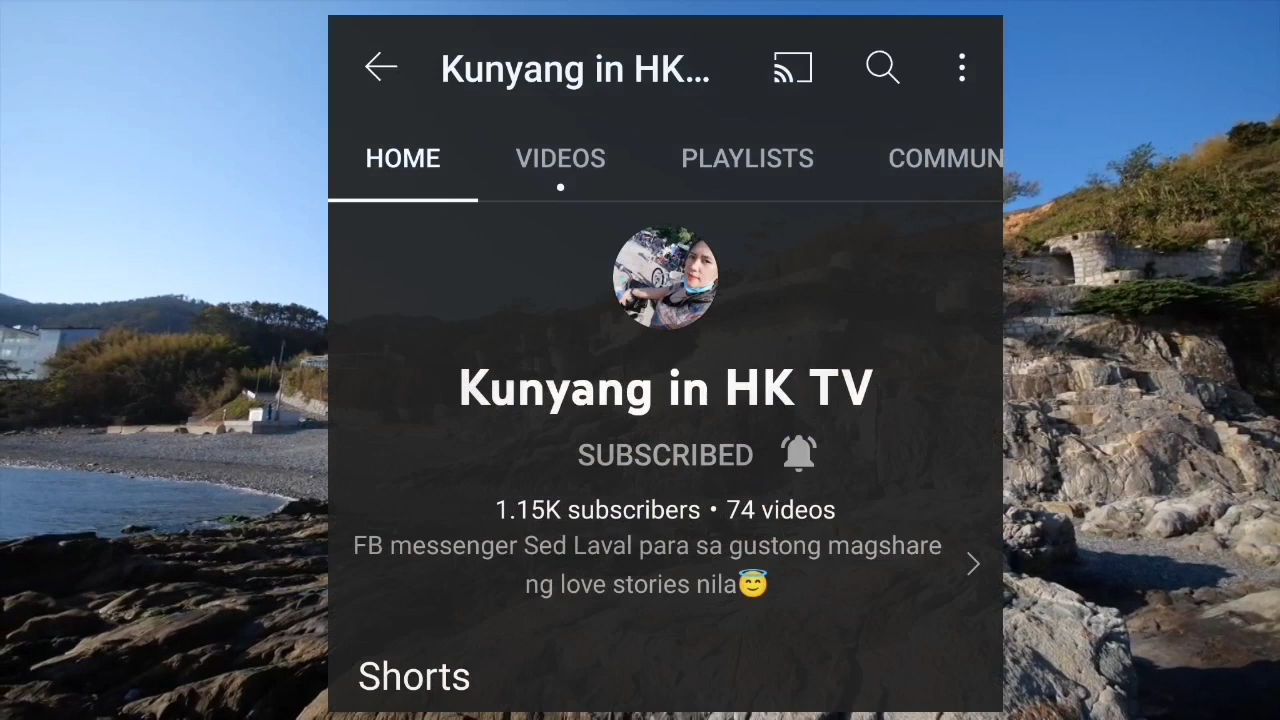 Kunyang in HK...
HOME VIDEOS PLAYLISTS COMMUN
Kunyang in HK TV
SUBSCRIBED
1.15K subscribers • 74 videos
FB messenger Sed Laval para sa gustong magshare
ng love stories nila😇
Shorts